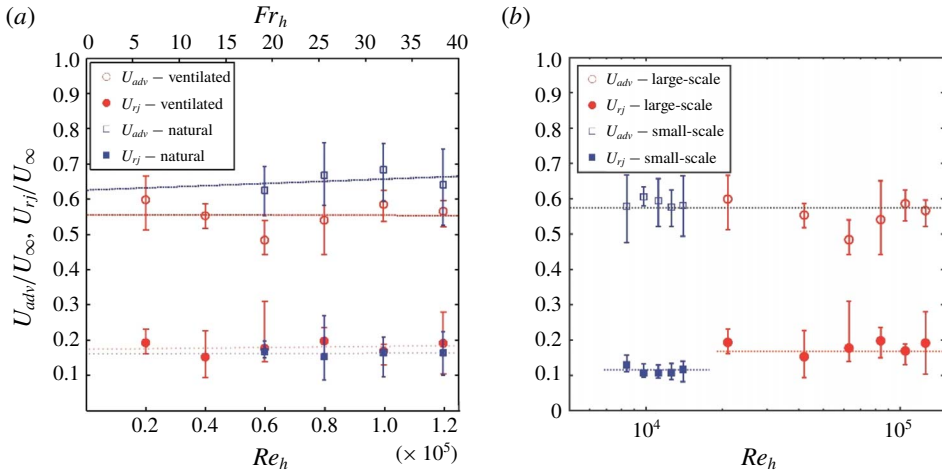 (a)
Fr_h
0 5 10 15 20 25 30 35 40
1.0
0.9
0.8
0.7
0.6
0.5
0.4
0.3
0.2
0.1
U_adv/U_∞, U_rj/U_∞
U_adv – ventilated
U_rj – ventilated
U_adv – natural
U_rj – natural
0 0.2 0.4 0.6 0.8 1.0 1.2
Re_h
(× 10^5)
(b)
1.0
0.9
0.8
0.7
0.6
0.5
0.4
0.3
0.2
0.1
0
U_adv – large-scale
U_rj – large-scale
U_adv – small-scale
U_rj – small-scale
10^4 10^5
Re_h